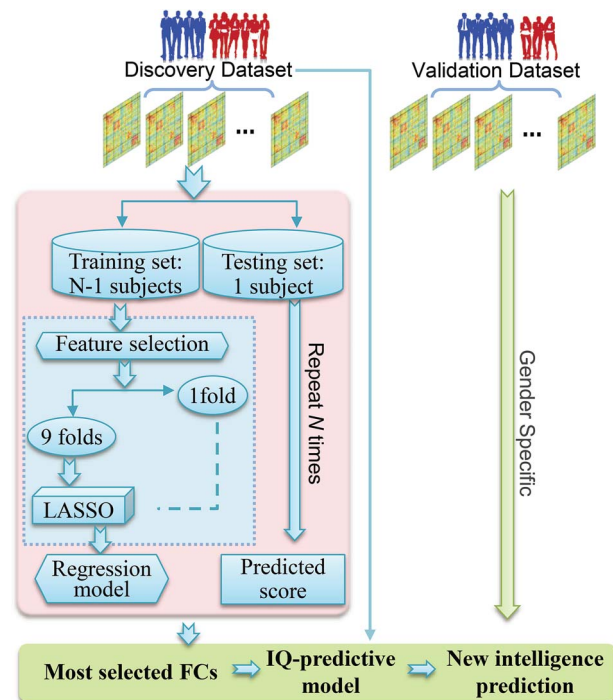 Discovery Dataset
Validation Dataset
...
...
Training set:
N-1 subjects
Testing set:
1 subject
Feature selection
1fold
9 folds
LASSO
Repeat N times
Gender Specific
Regression
model
Predicted
score
Most selected FCs
IQ-predictive
model
New intelligence
prediction